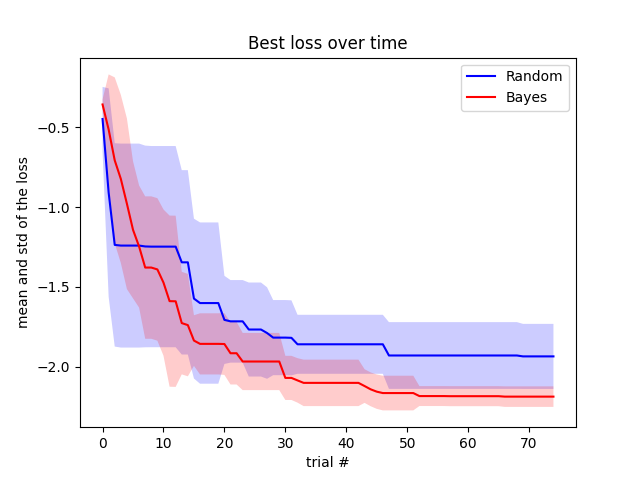 Best loss over time
Random
Bayes
mean and std of the loss
−0.5
−1.0
−1.5
−2.0
0 10 20 30 40 50 60 70
trial #